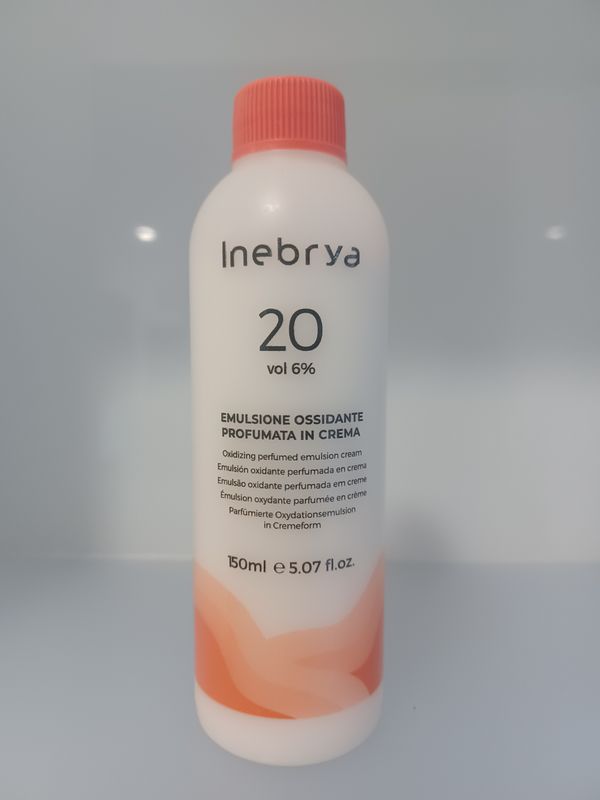 Inebrya
20
vol 6%
EMULSIONE OSSIDANTE
PROFUMATA IN CREMA
Oxidizing perfumed emulsion cream
Emulsión oxidante perfumada en crema
Emulsão oxidante perfumada em creme
Émulsion oxydante parfumée en crème
Parfümierte Oxydationsemulsion
in Cremeform
150ml ℮ 5.07 fl.oz.